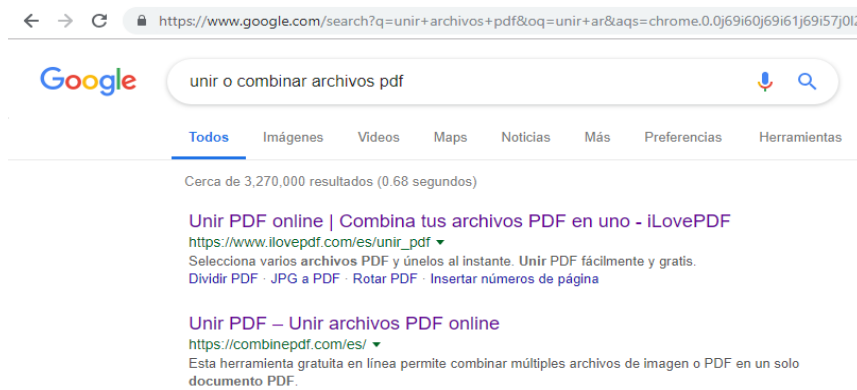 https://www.google.com/search?q=unir+archivos+pdf&oq=unir+ar&aqs=chrome.0.0j69i60j69i61j69i57j0l2
Google
unir o combinar archivos pdf
Todos Imágenes Videos Maps Noticias Más Preferencias Herramientas
Cerca de 3,270,000 resultados (0.68 segundos)
Unir PDF online | Combina tus archivos PDF en uno - iLovePDF
https://www.ilovepdf.com/es/unir_pdf
Selecciona varios archivos PDF y únelos al instante. Unir PDF fácilmente y gratis.
Dividir PDF · JPG a PDF · Rotar PDF · Insertar números de página
Unir PDF – Unir archivos PDF online
https://combinepdf.com/es/
Esta herramienta gratuita en línea permite combinar múltiples archivos de imagen o PDF en un solo
documento PDF.